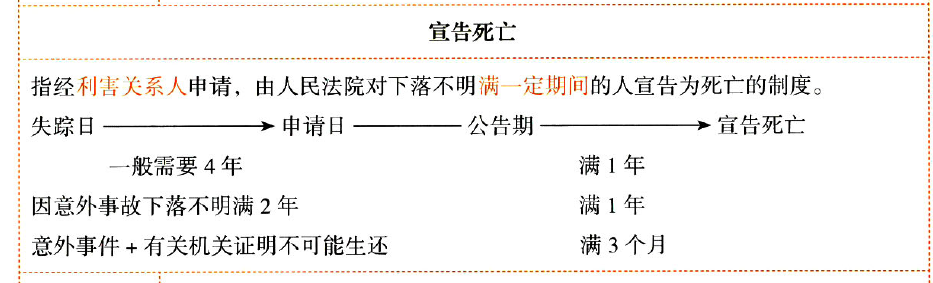 宣告死亡
指经利害关系人申请，由人民法院对下落不明满一定期间的人宣告为死亡的制度。
失踪日 申请日 公告期 宣告死亡
一般需要 4 年 满 1 年
因意外事故下落不明满 2 年 满 1 年
意外事件 + 有关机关证明不可能生还 满 3 个月